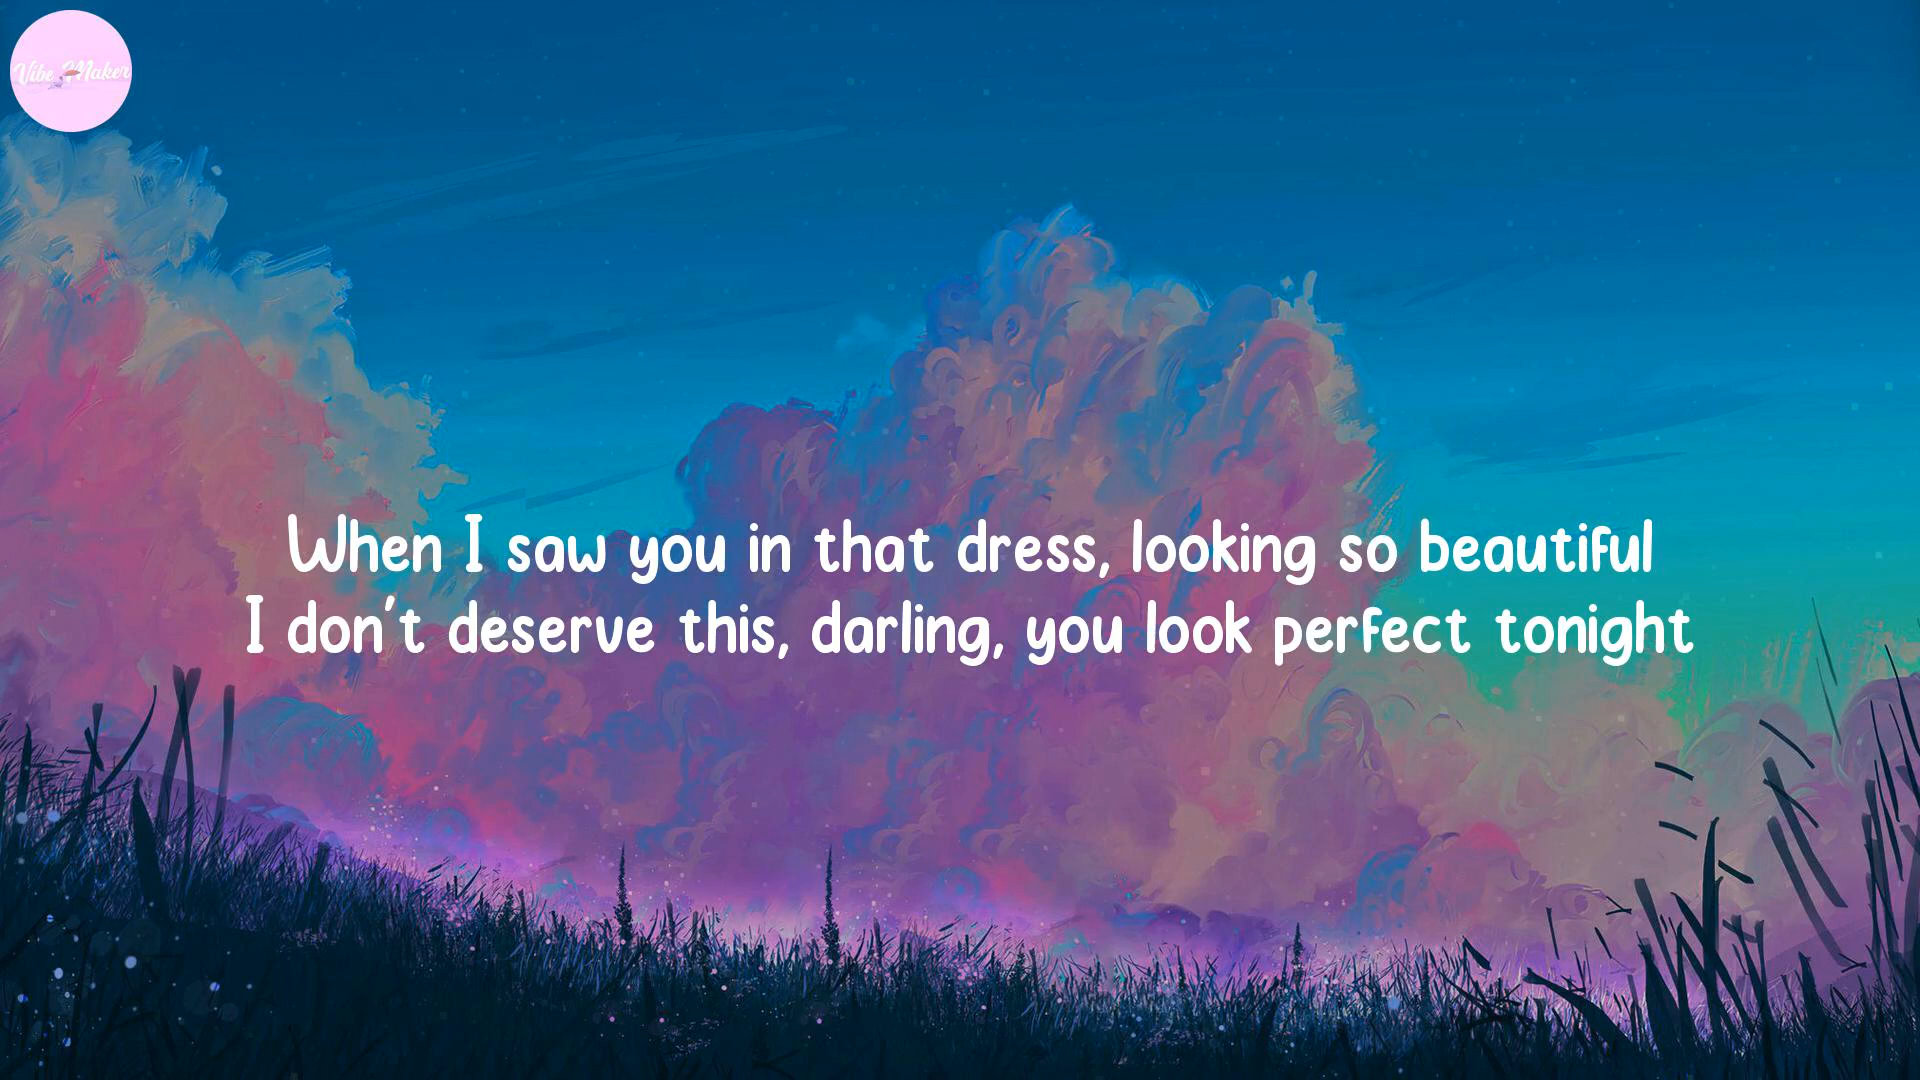 Vibe Maker
When I saw you in that dress, looking so beautiful
I don't deserve this, darling, you look perfect tonight